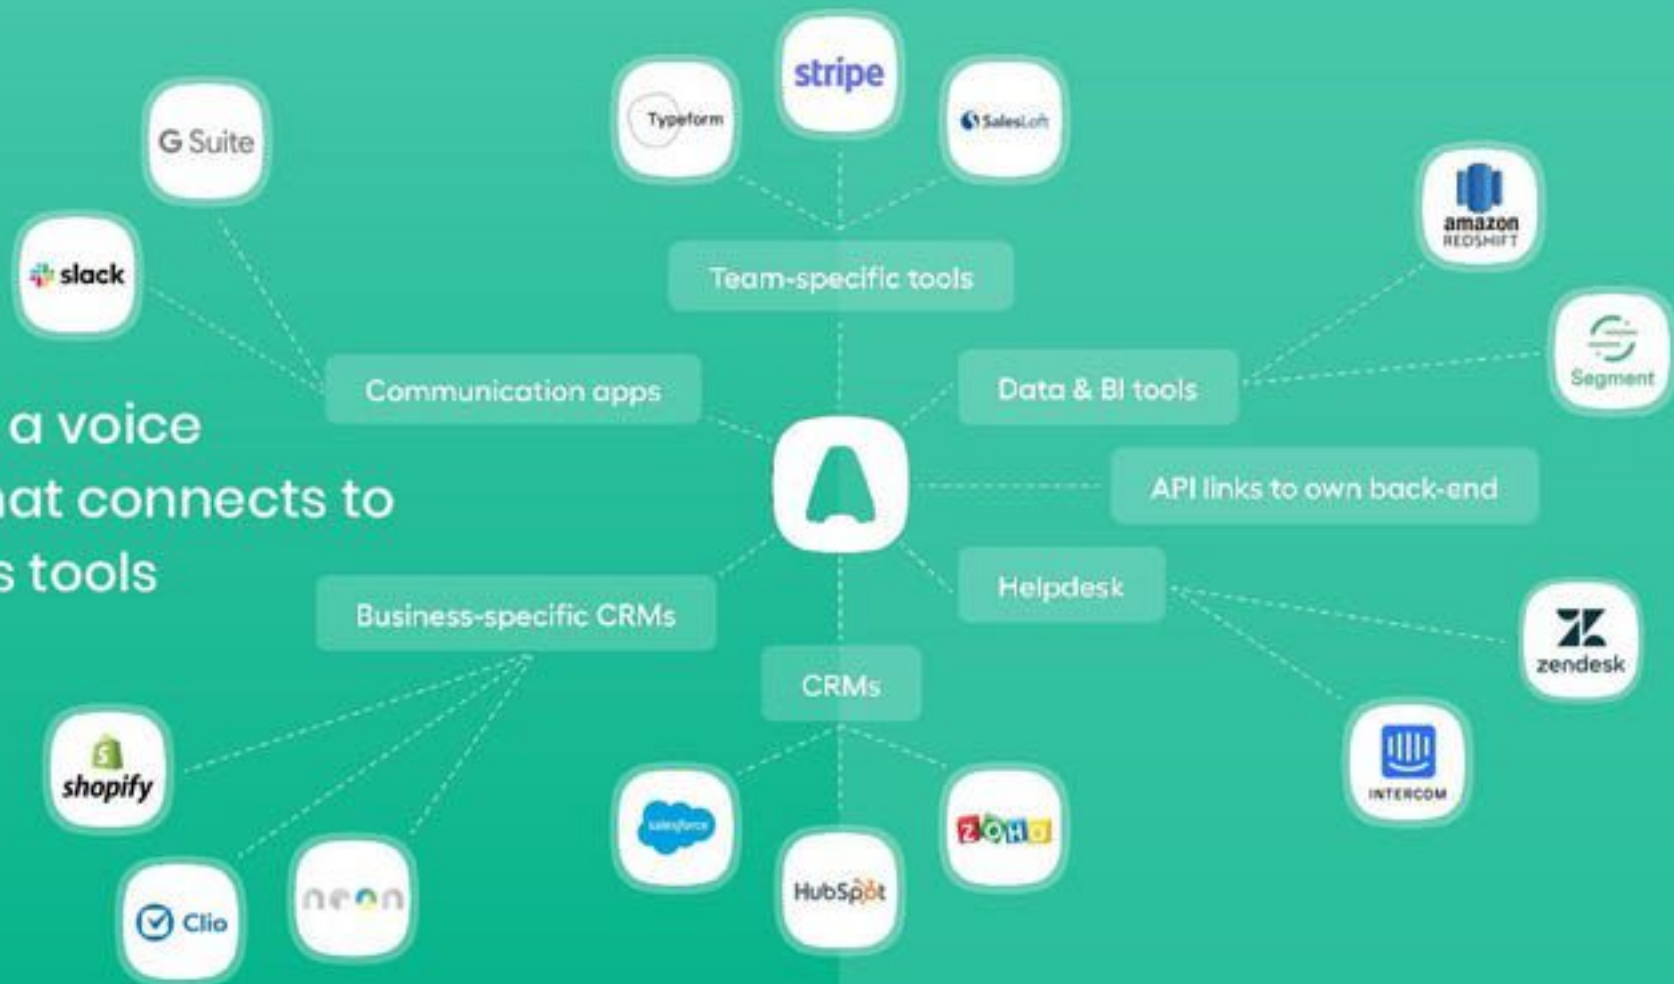 stripe
Typeform
SalesLoft
G Suite
amazon
REDSHIFT
slack
Team-specific tools
Segment
Communication apps
Data & BI tools
a voice
hat connects to
s tools
API links to own back-end
Helpdesk
Business-specific CRMs
zendesk
CRMs
shopify
INTERCOM
salesforce
ZOHO
HubSpot
Clio
neon